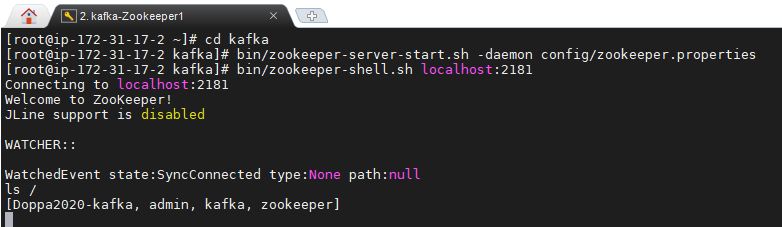 2. kafka-Zookeeper1
[root@ip-172-31-17-2 ~]# cd kafka
[root@ip-172-31-17-2 kafka]# bin/zookeeper-server-start.sh -daemon config/zookeeper.properties
[root@ip-172-31-17-2 kafka]# bin/zookeeper-shell.sh localhost:2181
Connecting to localhost:2181
Welcome to ZooKeeper!
JLine support is disabled
WATCHER::
WatchedEvent state:SyncConnected type:None path:null
ls /
[Doppa2020-kafka, admin, kafka, zookeeper]